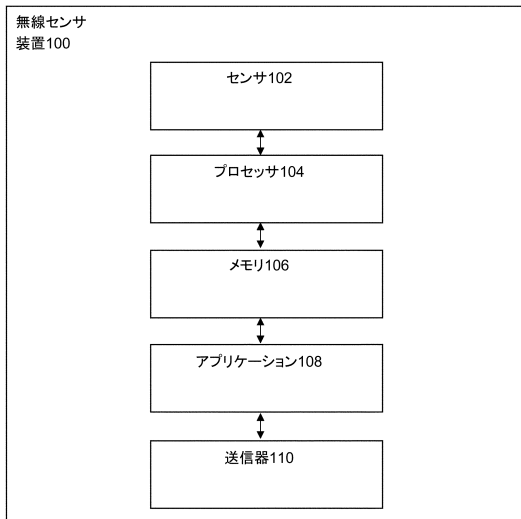 無線センサ
装置100
センサ102
プロセッサ104
メモリ106
アプリケーション108
送信器110